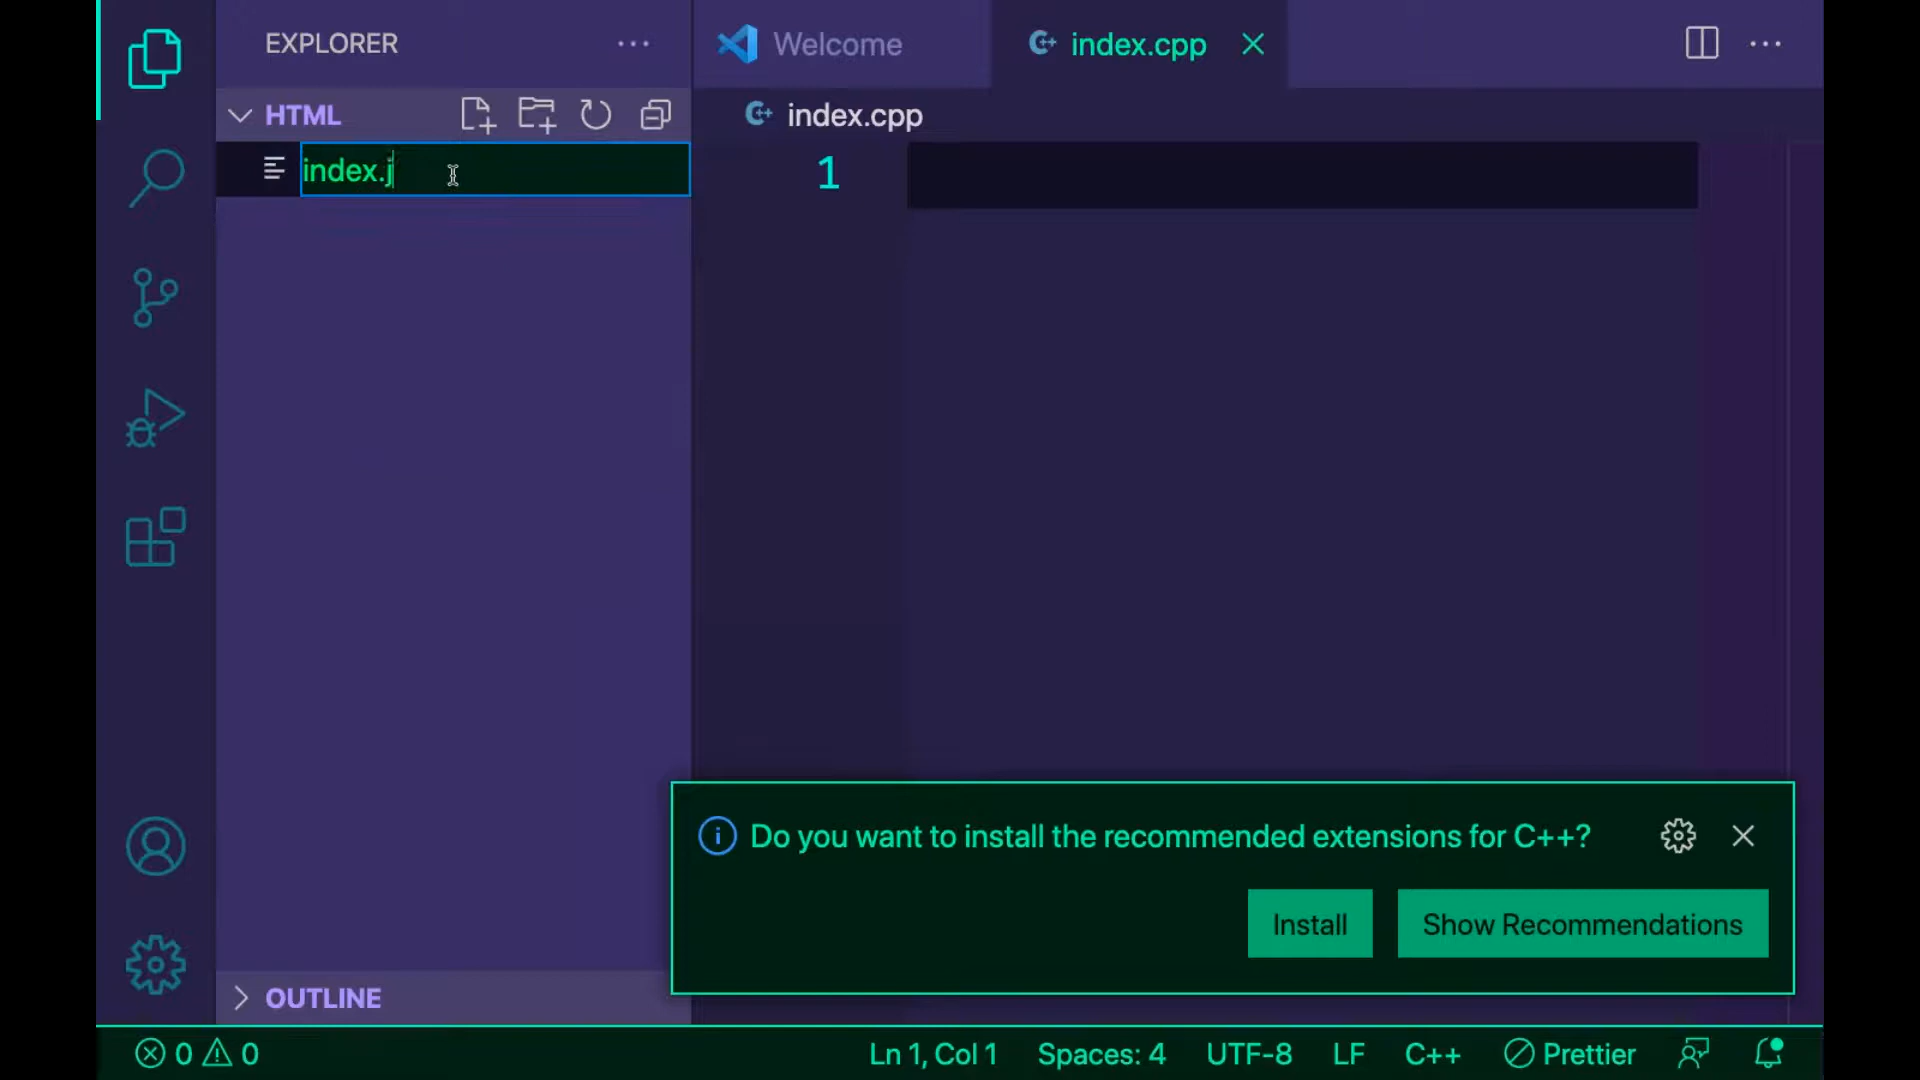 EXPLORER
Welcome
index.cpp
HTML
index.cpp
index.j
1
Do you want to install the recommended extensions for C++?
Install
Show Recommendations
OUTLINE
0
0
Ln 1, Col 1
Spaces: 4
UTF-8
LF
C++
Prettier